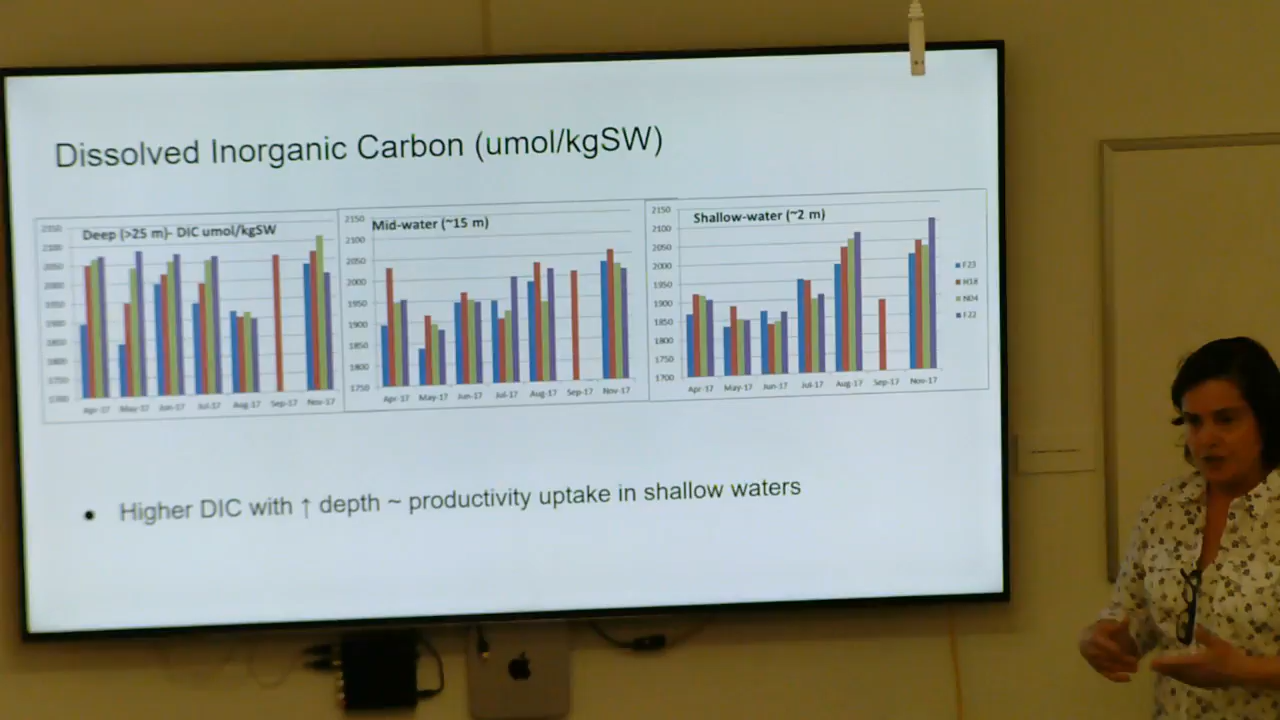 Dissolved Inorganic Carbon (umol/kgSW)
Deep (>25 m)- DIC umol/kgSW
2150
2100
2050
2000
1950
1900
1850
1800
1750
1700
Apr-17 May-17 Jun-17 Jul-17 Aug-17 Sep-17 Nov-17
Mid-water (~15 m)
2150
2100
2050
2000
1950
1900
1850
1800
1750
Apr-17 May-17 Jun-17 Jul-17 Aug-17 Sep-17 Nov-17
Shallow-water (~2 m)
2150
2100
2050
2000
1950
1900
1850
1800
1750
1700
Apr-17 May-17 Jun-17 Jul-17 Aug-17 Sep-17 Nov-17
F23
H18
N04
F22
• Higher DIC with ↑ depth ~ productivity uptake in shallow waters